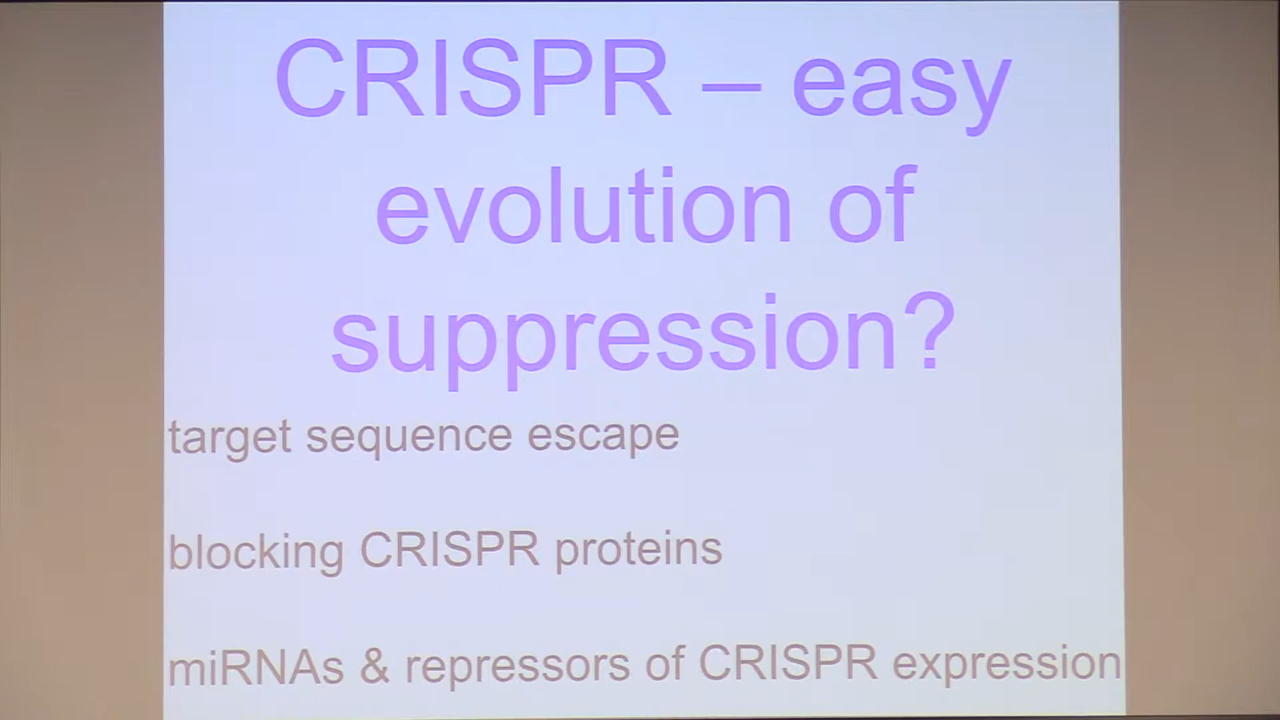 CRISPR – easy
evolution of
suppression?
target sequence escape
blocking CRISPR proteins
miRNAs & repressors of CRISPR expression